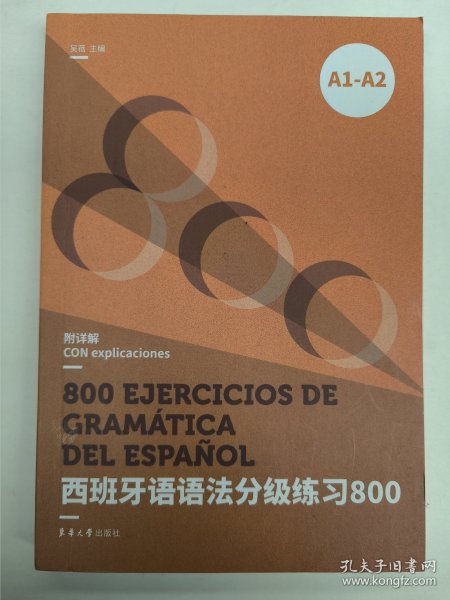 吴茜 主编
A1-A2
附详解
CON explicaciones
800 EJERCICIOS DE
GRAMÁTICA
DEL ESPAÑOL
西班牙语语法分级练习800
东华大学出版社
孔夫子旧书网
www.kongfz.com